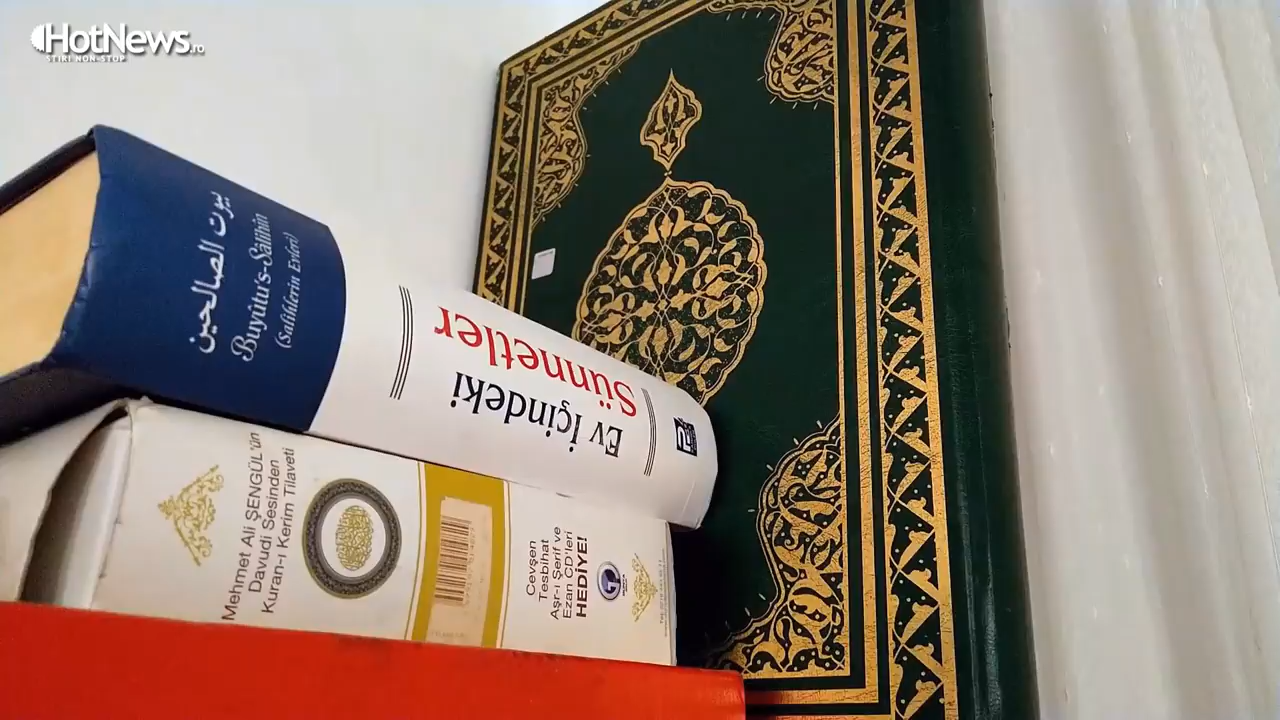 HotNews.ro
STIRI NON-STOP
بيوت الصالحين
Buyûtu's-Sâlihîn
(Salihlerin Evleri)
Ev İçindeki
Sünnetler
Mehmet Ali ŞENGÜL'ün
Davudi Sesinden
Kuran-ı Kerim Tilaveti
Cevşen
Tesbihat
Aşr-ı Şerif ve
Ezan CD'leri
HEDİYE!